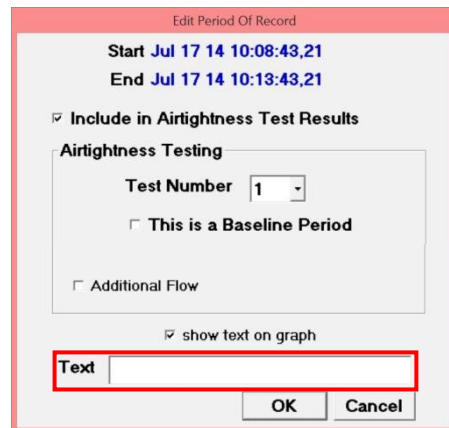 Edit Period Of Record
Start Jul 17 14 10:08:43,21
End Jul 17 14 10:13:43,21
Include in Airtightness Test Results
Airtightness Testing
Test Number 1
This is a Baseline Period
Additional Flow
show text on graph
Text
OK Cancel